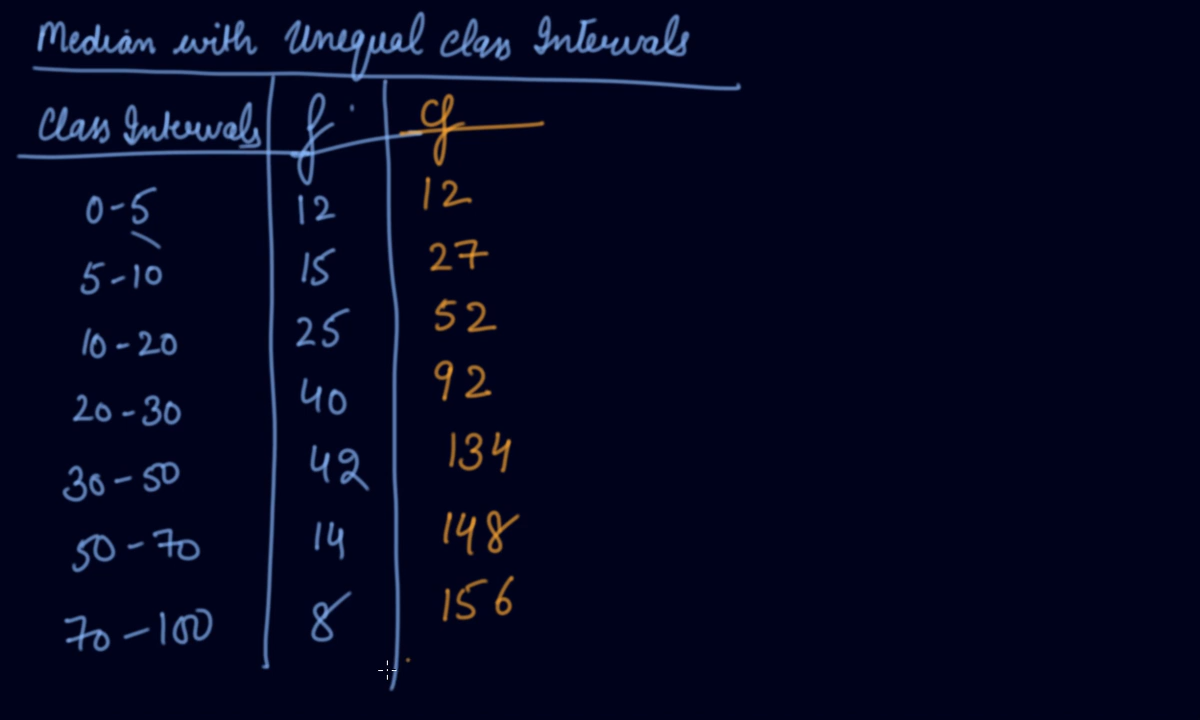 Median with Unequal Class Intervals
Class Intervals f cf
0-5 12 12
5-10 15 27
10-20 25 52
20-30 40 92
30-50 42 134
50-70 14 148
70-100 8 156